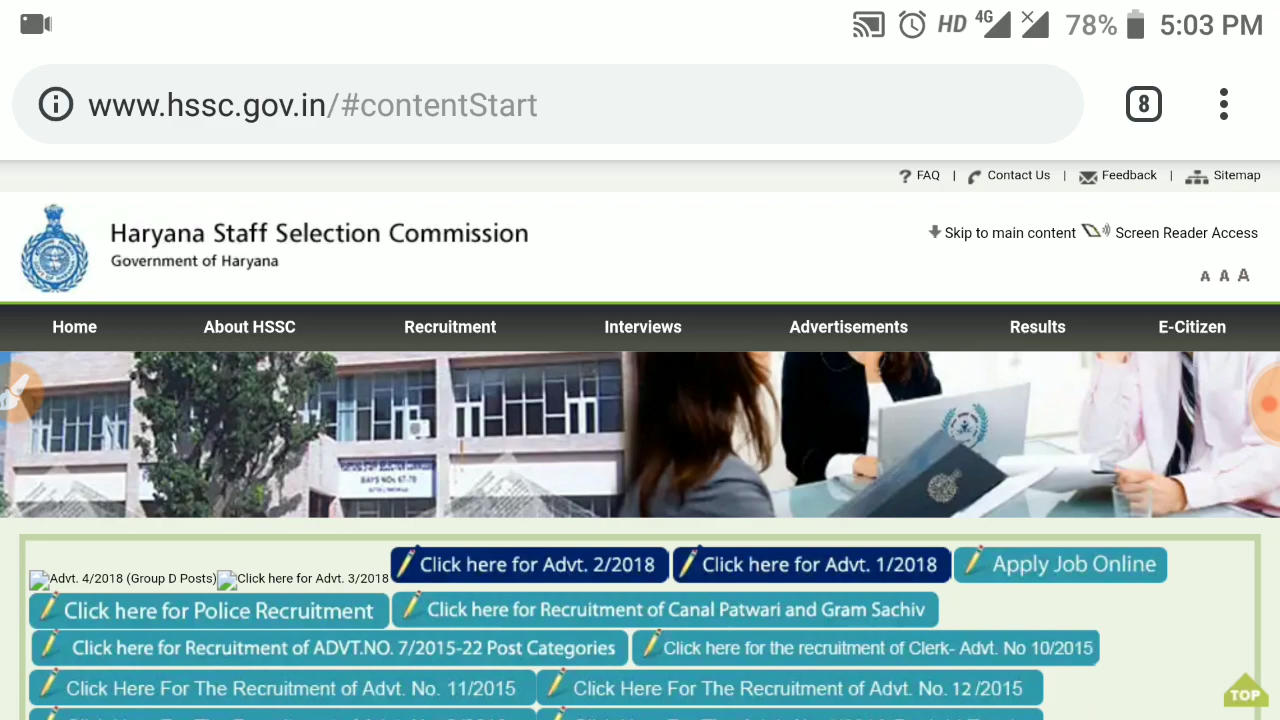 HD 4G 78% 5:03 PM
www.hssc.gov.in/#contentStart
8
FAQ | Contact Us | Feedback | Sitemap
Haryana Staff Selection Commission
Government of Haryana
Skip to main content Screen Reader Access
A A A
Home About HSSC Recruitment Interviews Advertisements Results E-Citizen
BAYS NOs. 67-70
Advt. 4/2018 (Group D Posts) Click here for Advt. 3/2018 Click here for Advt. 2/2018 Click here for Advt. 1/2018 Apply Job Online
Click here for Police Recruitment Click here for Recruitment of Canal Patwari and Gram Sachiv
Click here for Recruitment of ADVT.NO. 7/2015-22 Post Categories Click here for the recruitment of Clerk- Advt. No 10/2015
Click Here For The Recruitment of Advt. No. 11/2015 Click Here For The Recruitment of Advt. No. 12 /2015
TOP